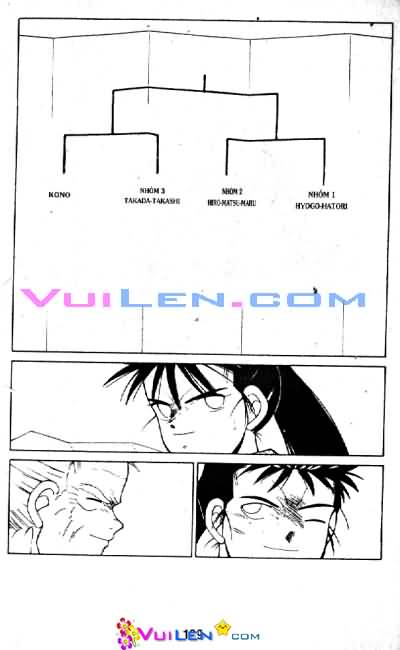 KONO
NHÓM 3
TAKADA-TAKASHI
NHÓM 2
HIRO-MATSU-MARU
NHÓM 1
HYOGO-HATORI
VUILEN.COM
VUILEN
.COM